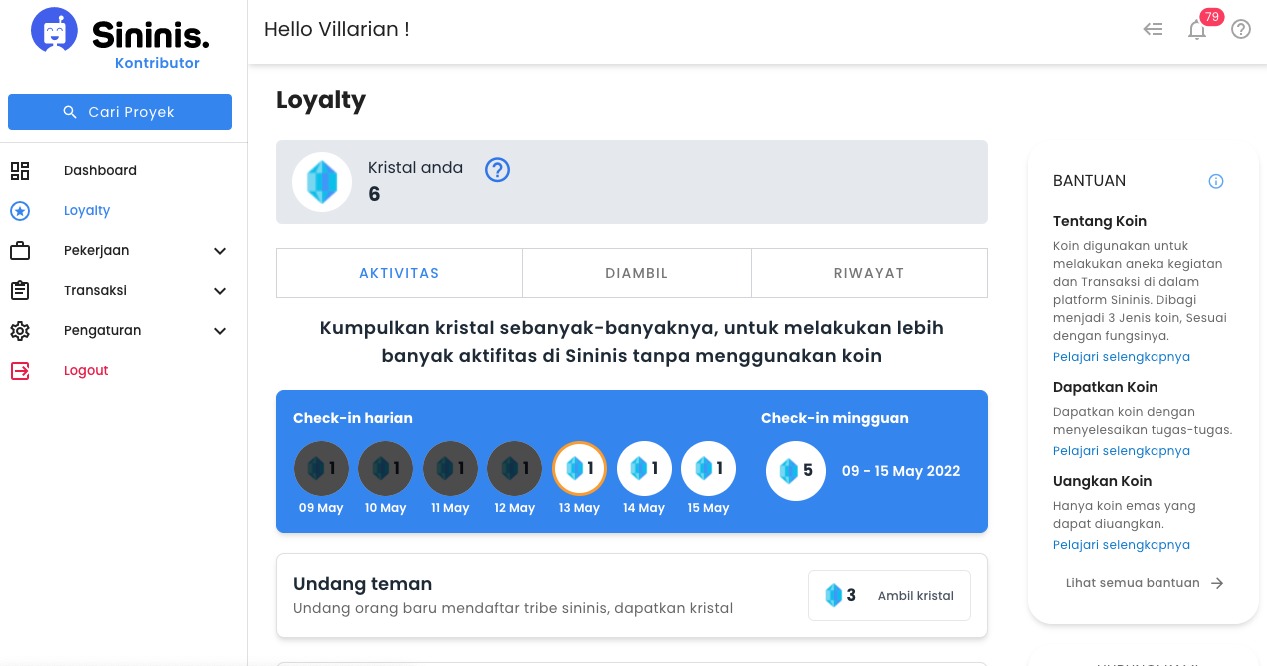 Sininis.
Kontributor
Cari Proyek
Dashboard
Loyalty
Pekerjaan
Transaksi
Pengaturan
Logout
Hello Villarian !
79
Loyalty
Kristal anda
6
AKTIVITAS
DIAMBIL
RIWAYAT
Kumpulkan kristal sebanyak-banyaknya, untuk melakukan lebih
banyak aktifitas di Sininis tanpa menggunakan koin
Check-in harian
1 1 1 1 1 1 1
09 May 10 May 11 May 12 May 13 May 14 May 15 May
Check-in mingguan
5
09 - 15 May 2022
Undang teman
Undang orang baru mendaftar tribe sininis, dapatkan kristal
3
Ambil kristal
BANTUAN
Tentang Koin
Koin digunakan untuk
melakukan aneka kegiatan
dan Transaksi di dalam
platform Sininis. Dibagi
menjadi 3 Jenis koin, Sesuai
dengan fungsinya.
Pelajari selengkapnya
Dapatkan Koin
Dapatkan koin dengan
menyelesaikan tugas-tugas.
Pelajari selengkapnya
Uangkan Koin
Hanya koin emas yang
dapat diuangkan.
Pelajari selengkapnya
Lihat semua bantuan